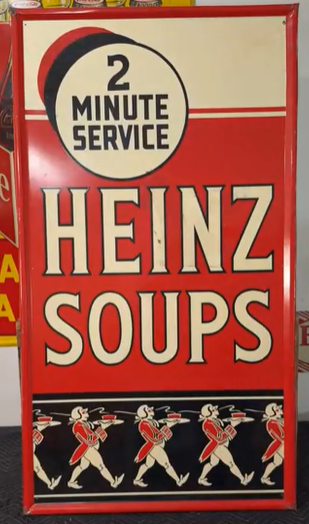 2
MINUTE
SERVICE
HEINZ
SOUPS